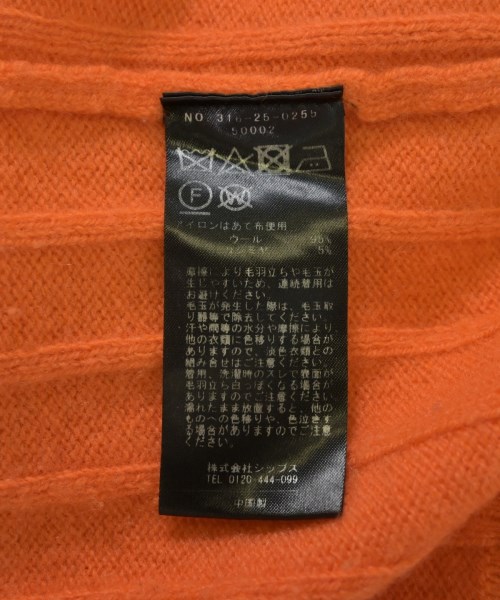 NO. 316-25-0255
50002
F
W
アイロンはあて布使用
ウール 95%
カシミヤ 5%
摩擦により毛羽立ちや毛玉が
生じやすいため、連続着用は
お避けください。
毛玉が発生した際は、毛玉取
り器等で除去してください。
汗や雨等の水分や摩擦により、
他の衣類に色移りする場合が
ありますので、淡色衣類との
組み合せはご注意ください。
着用、洗濯時のスレで表面が
毛羽立ち白っぽくなる場合が
ありますのでご注意ください。
濡れたまま放置すると、他の
ものへの色移りや、色泣きす
る場合がありますのでご注意
ください。
株式会社シップス
TEL 0120-444-099
中国製